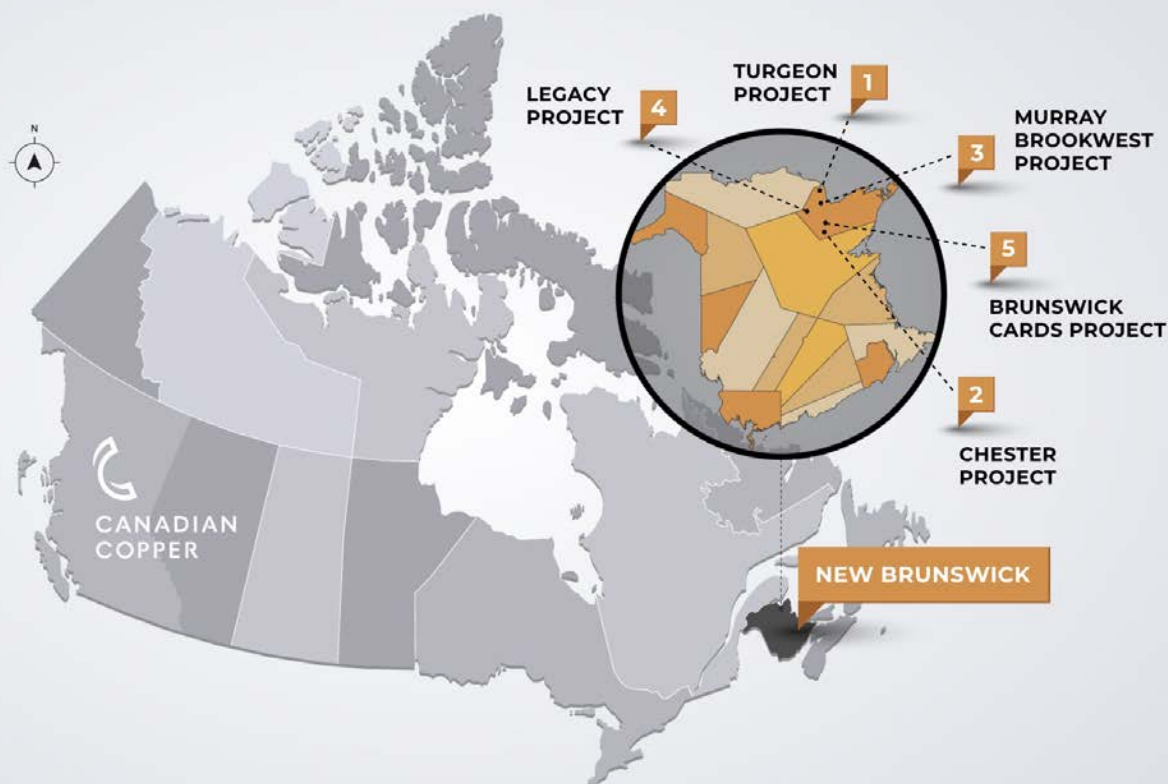 N
CANADIAN
COPPER
LEGACY
PROJECT
4
TURGEON
PROJECT
1
3
MURRAY
BROOKWEST
PROJECT
5
BRUNSWICK
CARDS PROJECT
2
CHESTER
PROJECT
NEW BRUNSWICK